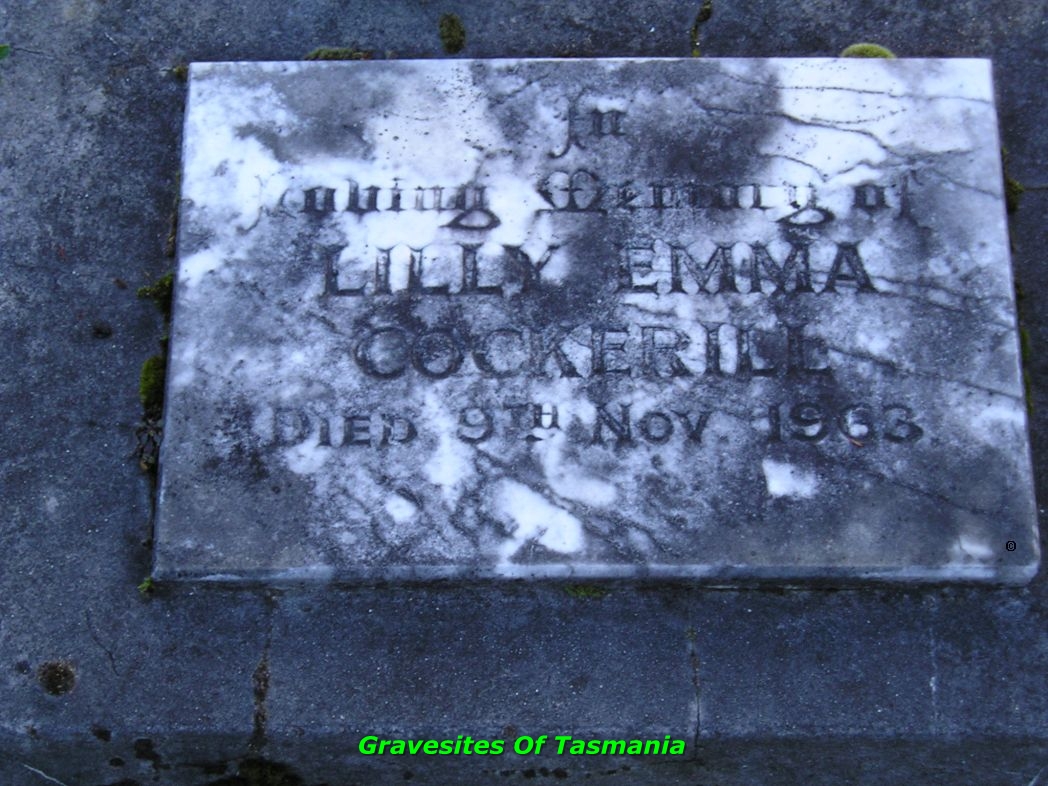 In
Loving Memory of
LILLY EMMA
COCKERILL
DIED 9TH NOV. 1963
©
Gravesites Of Tasmania